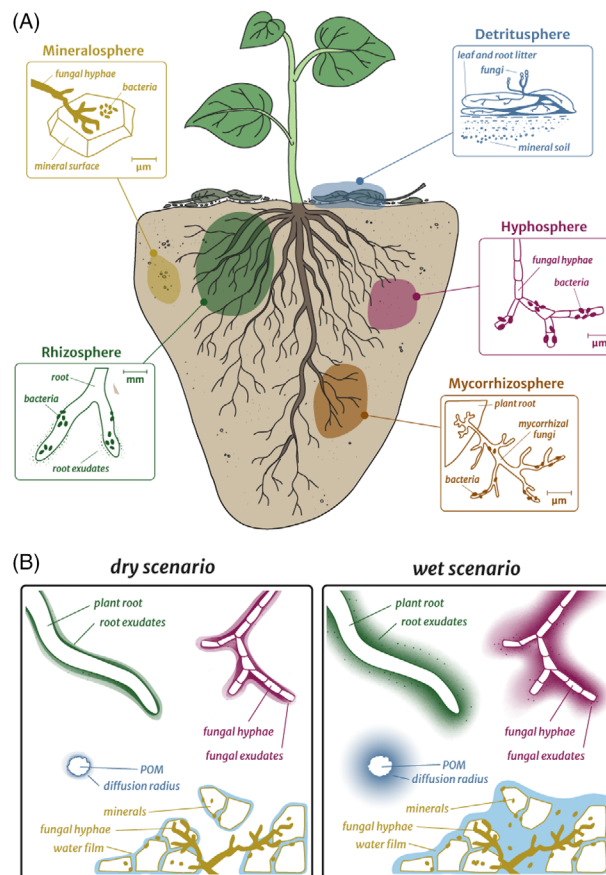 (A)
Mineralosphere
fungal hyphae
bacteria
mineral surface
μm
Detritusphere
leaf and root litter
fungi
mineral soil
Hyphosphere
fungal hyphae
bacteria
μm
Rhizosphere
root
mm
bacteria
root exudates
Mycorrhizosphere
plant root
mycorrhizal
fungi
bacteria
μm
(B)
dry scenario
plant root
root exudates
fungal hyphae
fungal exudates
POM
diffusion radius
minerals
fungal hyphae
water film
wet scenario
plant root
root exudates
fungal hyphae
fungal exudates
POM
diffusion radius
minerals
fungal hyphae
water film